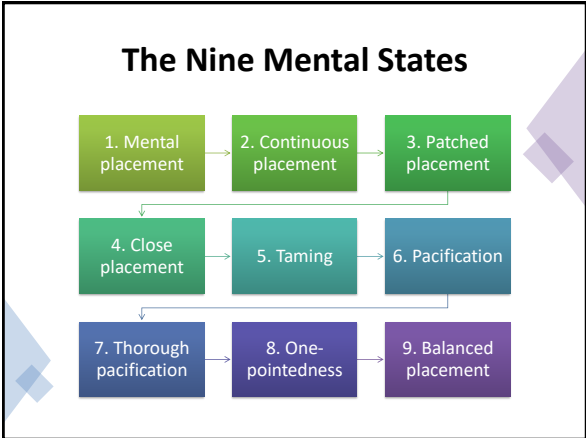 The Nine Mental States
1. Mental
placement
2. Continuous
placement
3. Patched
placement
4. Close
placement
5. Taming
6. Pacification
7. Thorough
pacification
8. One-
pointedness
9. Balanced
placement